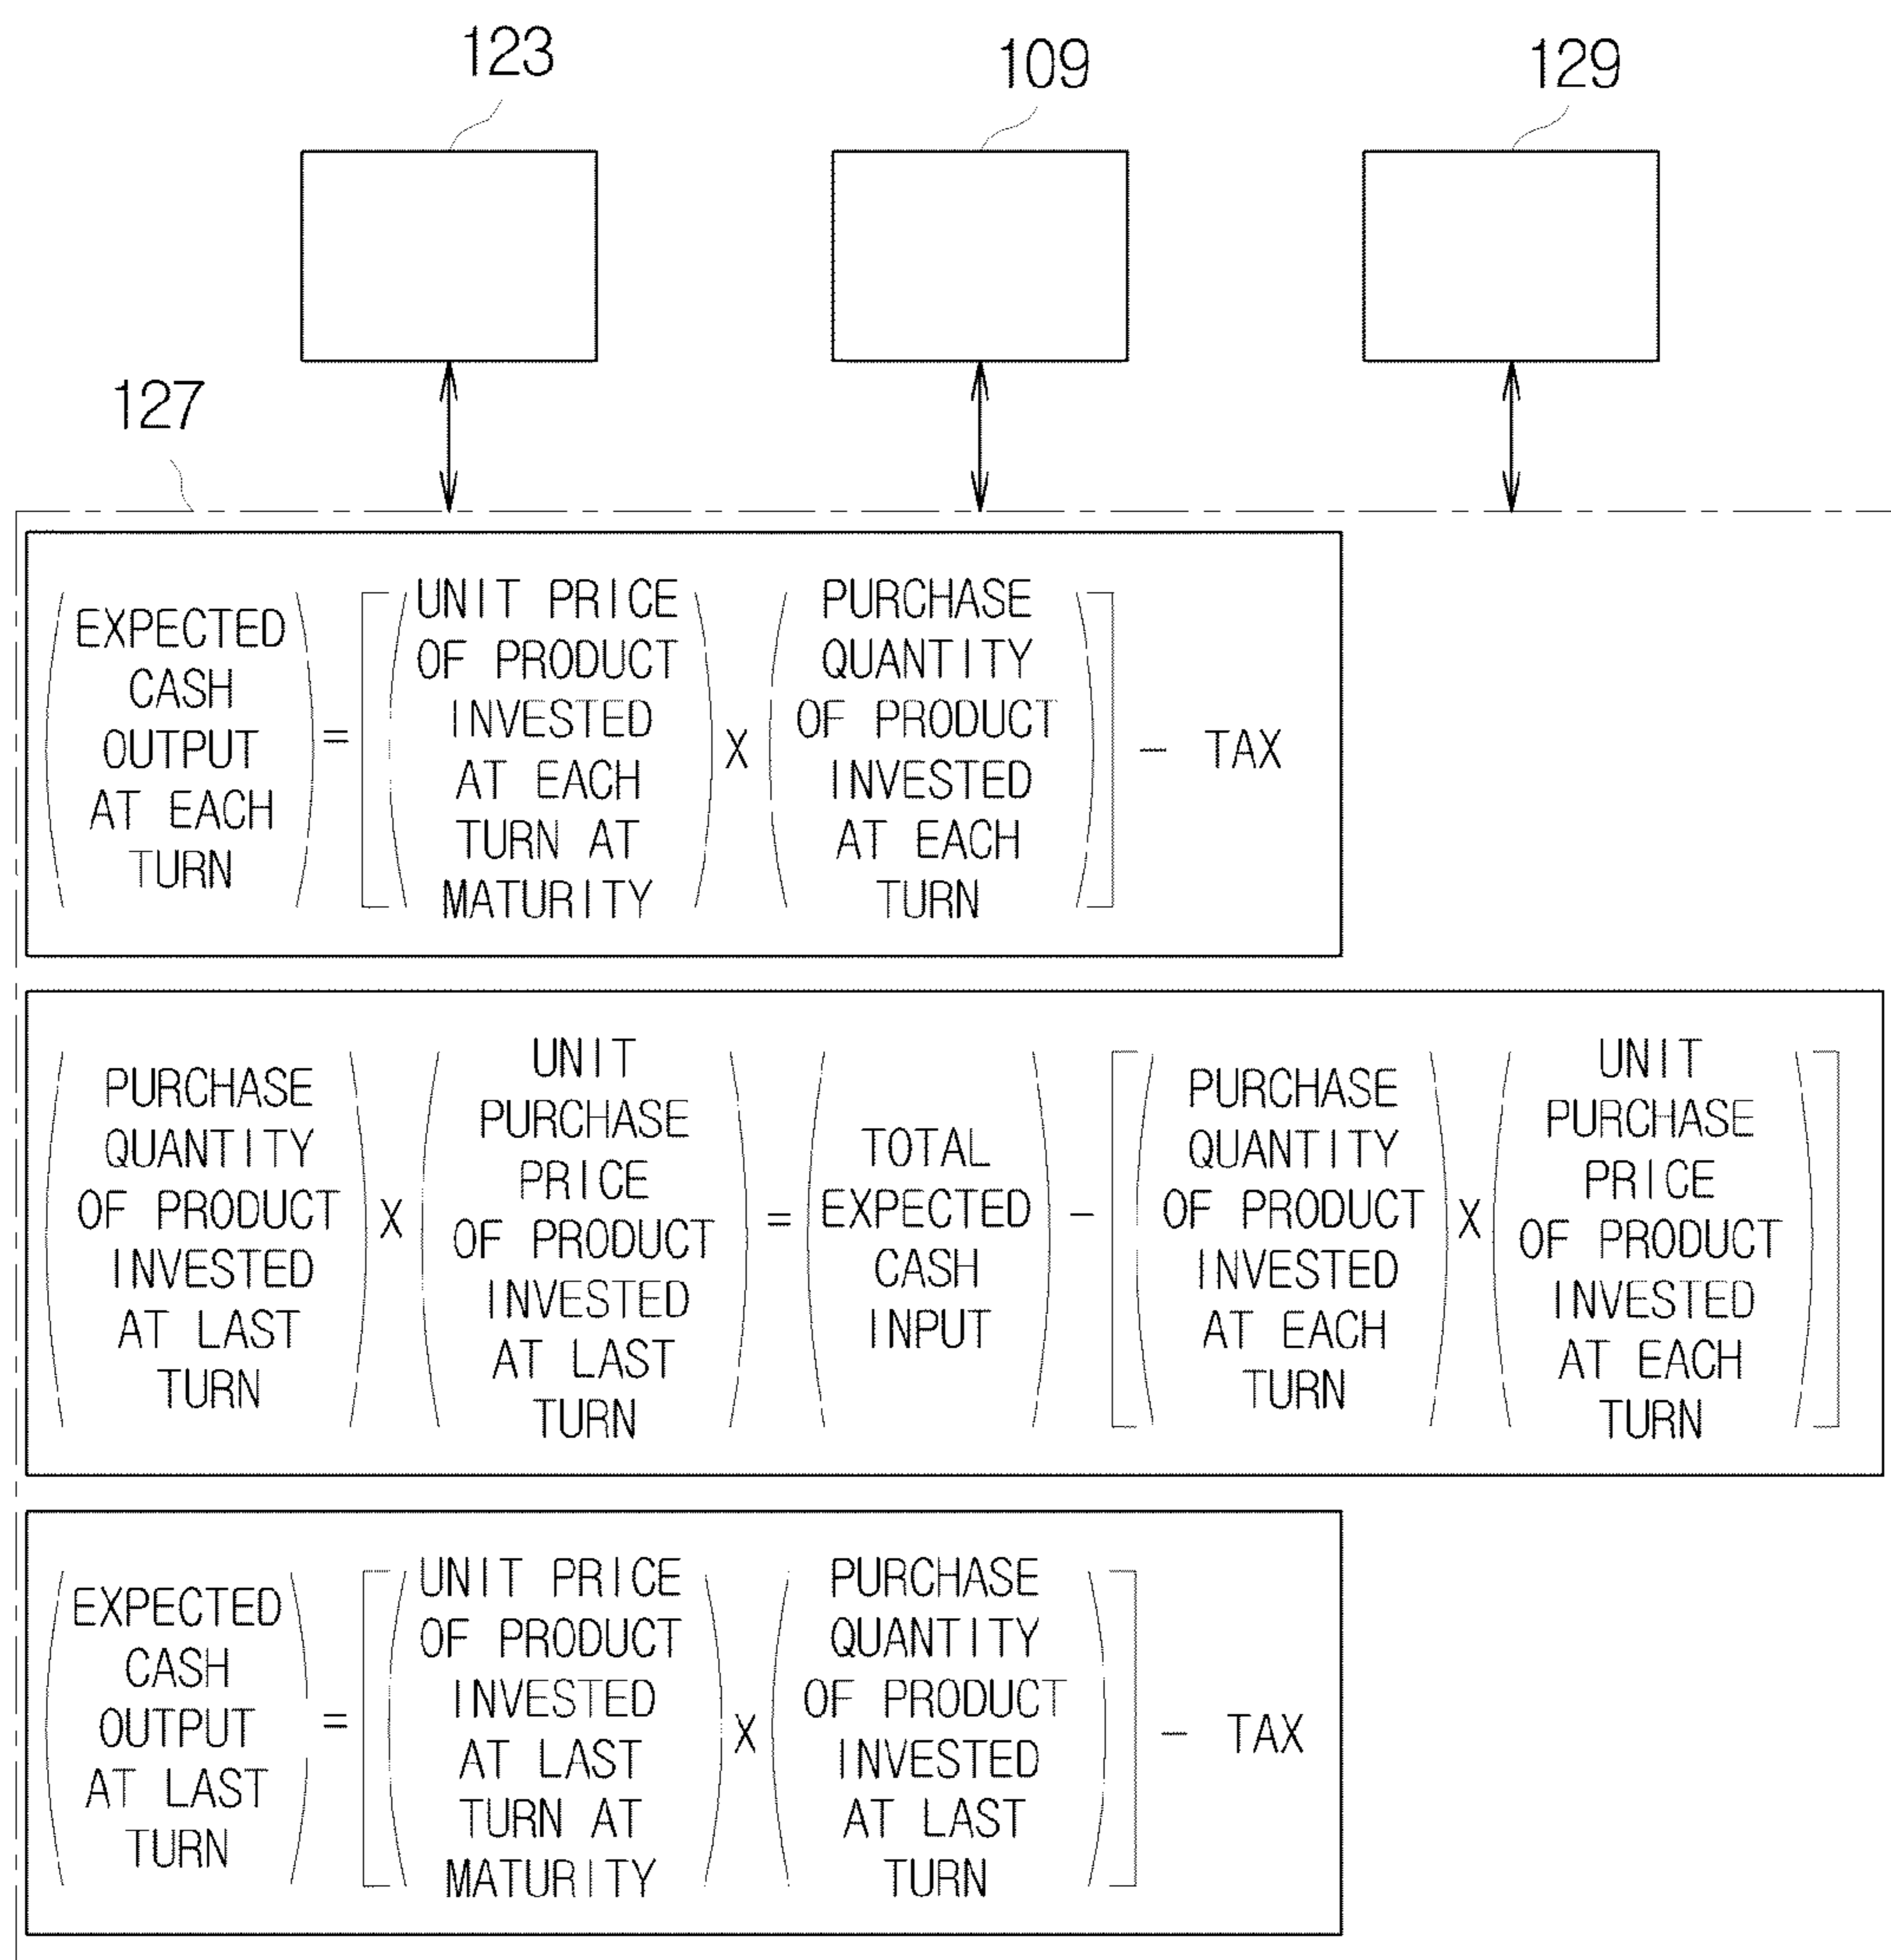 123
109
129
127
EXPECTED
CASH
OUTPUT
AT EACH
TURN
=
UNIT PRICE
OF PRODUCT
INVESTED
AT EACH
TURN AT
MATURITY
X
PURCHASE
QUANTITY
OF PRODUCT
INVESTED
AT EACH
TURN
- TAX
PURCHASE
QUANTITY
OF PRODUCT
INVESTED
AT LAST
TURN
X
UNIT
PURCHASE
PRICE
OF PRODUCT
INVESTED
AT LAST
TURN
=
TOTAL
EXPECTED
CASH
INPUT
-
PURCHASE
QUANTITY
OF PRODUCT
INVESTED
AT EACH
TURN
X
UNIT
PURCHASE
PRICE
OF PRODUCT
INVESTED
AT EACH
TURN
EXPECTED
CASH
OUTPUT
AT LAST
TURN
=
UNIT PRICE
OF PRODUCT
INVESTED
AT LAST
TURN AT
MATURITY
X
PURCHASE
QUANTITY
OF PRODUCT
INVESTED
AT LAST
TURN
- TAX